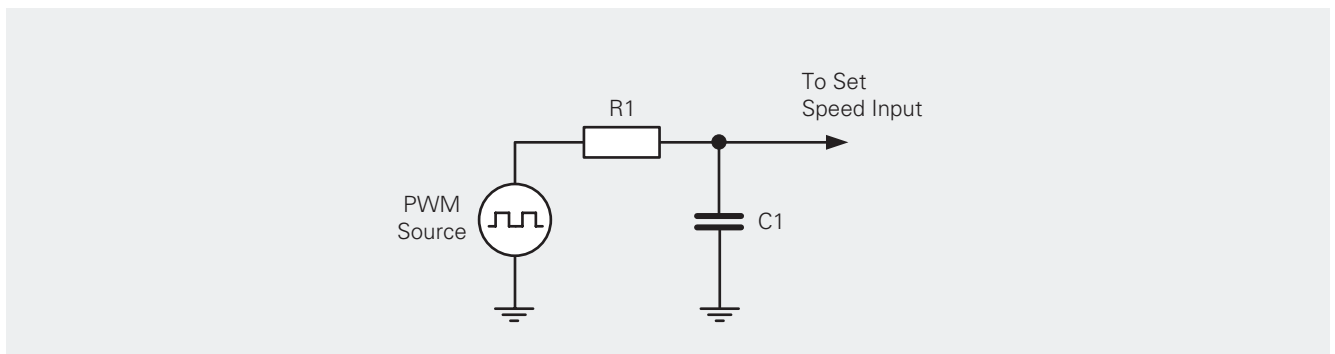 To Set
Speed Input
R1
PWM
Source
C1